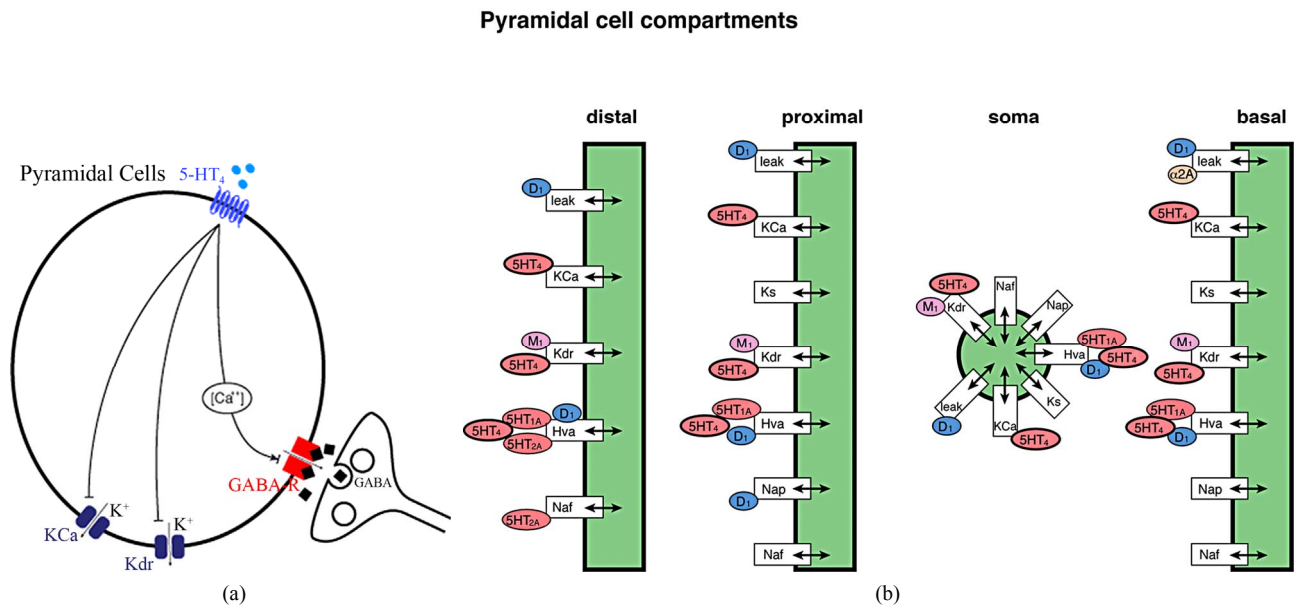 Pyramidal cell compartments
Pyramidal Cells
5-HT₄
[Ca⁺⁺]
GABA-R
GABA
K⁺
KCa
K⁺
Kdr
(a)
distal
D₁
leak
5HT₄
KCa
M₁
Kdr
5HT₄
D₁
5HT₁A
5HT₄
Hva
5HT₂A
Naf
5HT₂A
proximal
D₁
leak
5HT₄
KCa
Ks
M₁
Kdr
5HT₄
5HT₁A
5HT₄
Hva
D₁
Nap
D₁
Naf
soma
5HT₄
M₁
Kdr
Naf
Nap
5HT₁A
Hva
5HT₄
D₁
leak
D₁
KCa
5HT₄
Ks
basal
D₁
leak
α2A
5HT₄
KCa
Ks
M₁
Kdr
5HT₄
5HT₁A
5HT₄
Hva
D₁
Nap
Naf
(b)